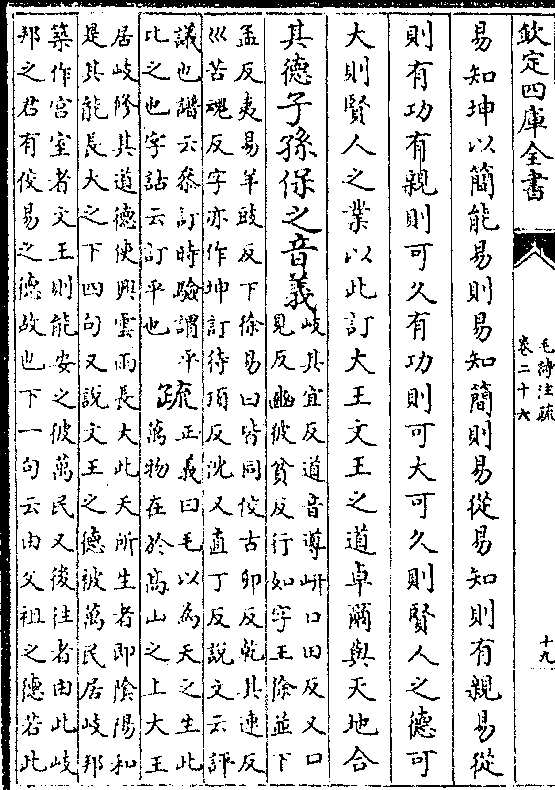 欽定四庫全書
毛詩注疏
卷二十六
十九
易知坤以簡能易則易知簡則易從易知則有親易從
則有功有親則可久有功則可大可久則賢人之德可
大則賢人之業以此訂大王文王之道卓爾與天地合
其德子孫保之音義
岐其宜反道音導岍口田反又口
見反豳彼貧反行如字王徐並下
孟反夷易羊豉反下徐易曰皆同佼古卯反乾其連反
巛苦魂反字亦作坤訂待頂反沈又直丁反說文云評
議也譜云參訂時驗謂平
比之也字詁云訂平也
疏
正義曰毛以為天之生此
萬物在於高山之上大王
居岐修其道德使興雲雨長大此天所生者即陰陽和
是其能長大之下四句又說文王之德被萬民居岐邦
築作宮室者文王則能安之彼萬民又後往者由此岐
邦之君有佼易之德故也下一句云由父祖之德若此